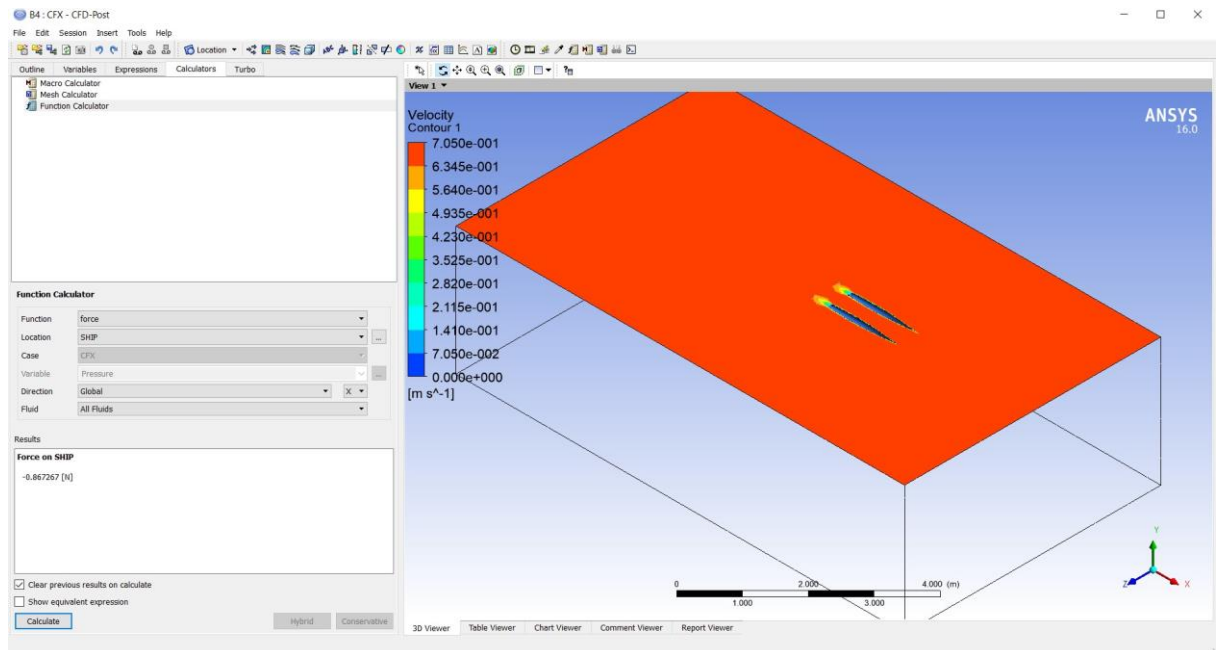 B4 : CFX - CFD-Post
File Edit Session Insert Tools Help
Location
Outline Variables Expressions Calculators Turbo
Macro Calculator
Mesh Calculator
Function Calculator
Function Calculator
Function force
Location SHIP ...
Case CFX
Variable Pressure ...
Direction Global X
Fluid All Fluids
Results
Force on SHIP
-0.867267 [N]
Clear previous results on calculate
Show equivalent expression
Calculate Hybrid Conservative
View 1
Velocity
Contour 1
7.050e-001
6.345e-001
5.640e-001
4.935e-001
4.230e-001
3.525e-001
2.820e-001
2.115e-001
1.410e-001
7.050e-002
0.000e+000
[m s^-1]
ANSYS
16.0
0 2.000 4.000 (m)
1.000 3.000
Y
Z X
3D Viewer Table Viewer Chart Viewer Comment Viewer Report Viewer